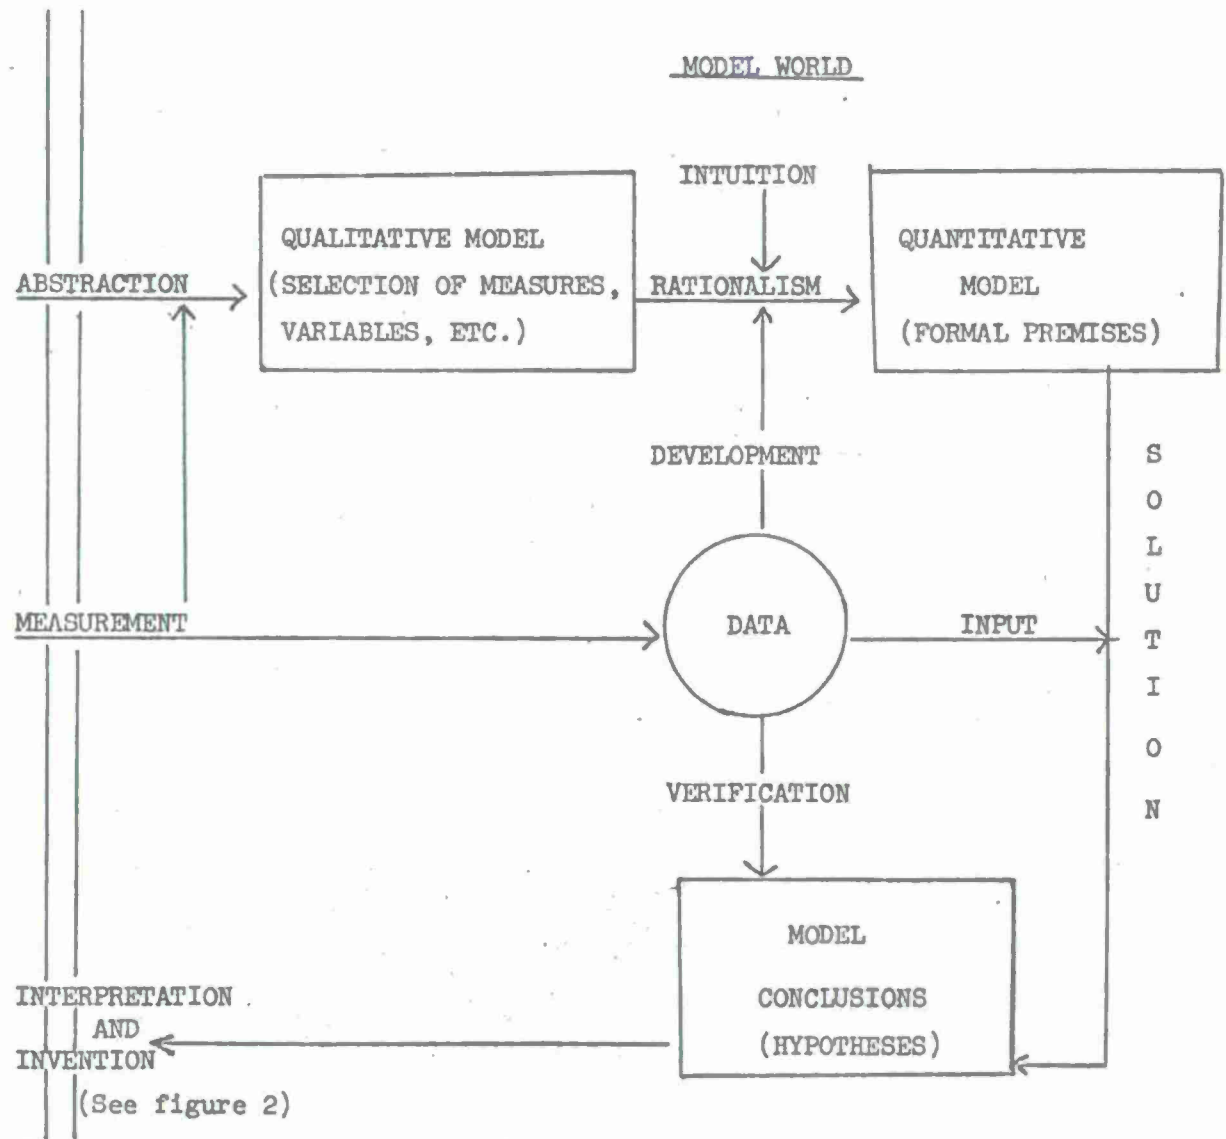 MODEL WORLD
INTUITION
QUALITATIVE MODEL
(SELECTION OF MEASURES,
VARIABLES, ETC.)
ABSTRACTION
RATIONALISM
QUANTITATIVE
MODEL
(FORMAL PREMISES)
DEVELOPMENT
SOLUTION
MEASUREMENT
DATA
INPUT
VERIFICATION
MODEL
CONCLUSIONS
(HYPOTHESES)
INTERPRETATION
AND
INVENTION
(See figure 2)